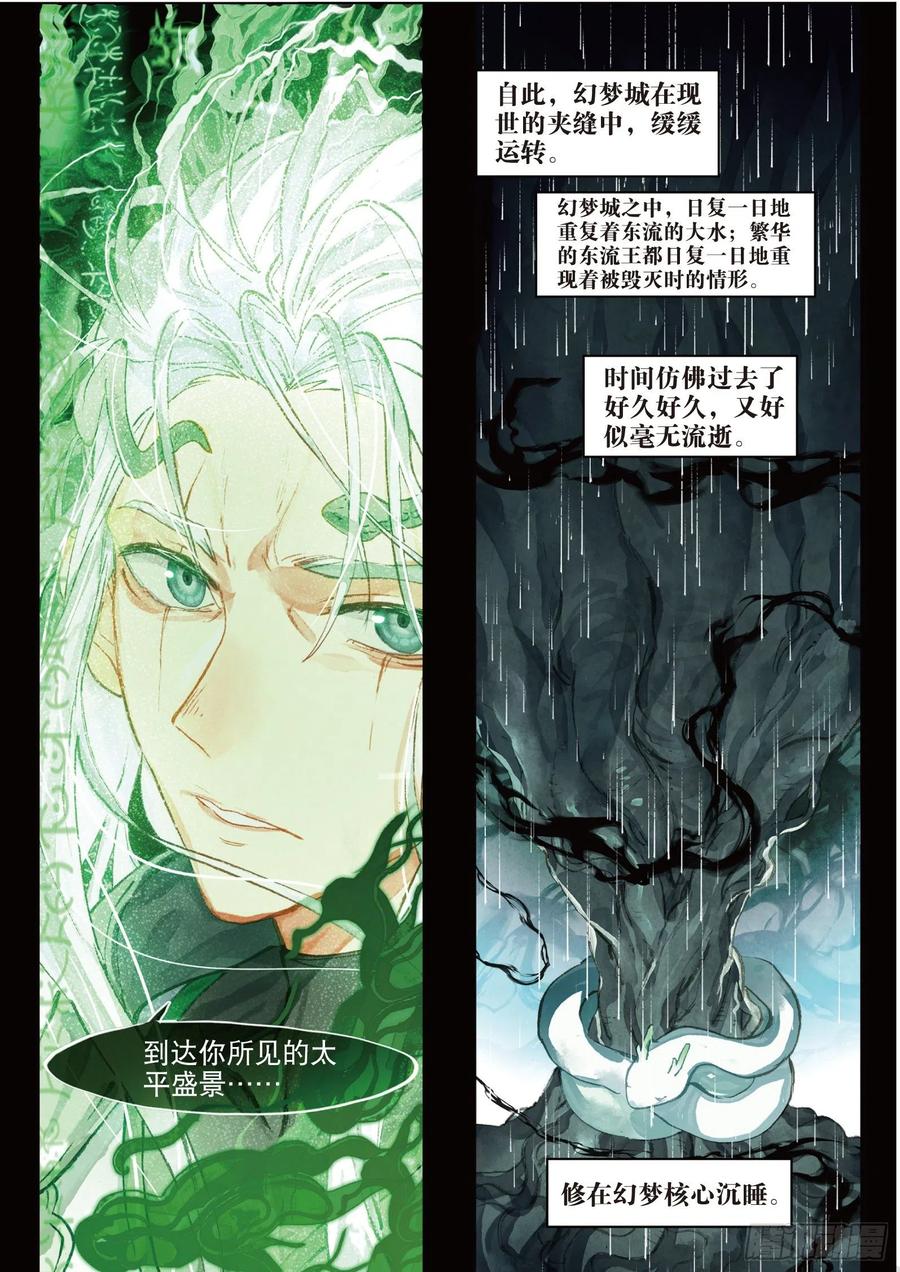 到达你所见的太
平盛景……
自此，幻梦城在现
世的夹缝中，缓缓
运转。
幻梦城之中，日复一日地
重复着东流的大水；繁华
的东流王都日复一日地重
现着被毁灭时的情形。
时间仿佛过去了
好久好久，又好
似毫无流逝。
修在幻梦核心沉睡。
腾讯动漫